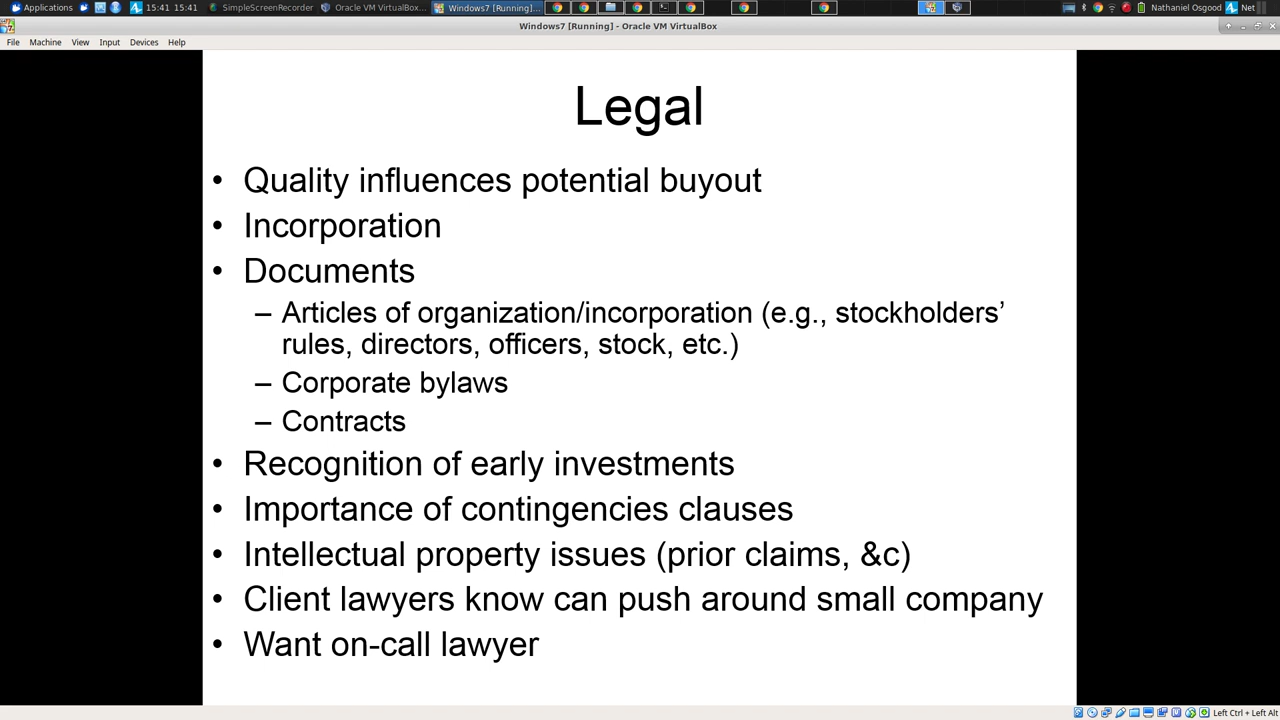 Applications
15:41 15:41
SimpleScreenRecorder
Oracle VM VirtualBox...
Windows7 [Running]...
Nathaniel Osgood
Net
Windows7 [Running] - Oracle VM VirtualBox
File Machine View Input Devices Help
Legal
• Quality influences potential buyout
• Incorporation
• Documents
– Articles of organization/incorporation (e.g., stockholders’
rules, directors, officers, stock, etc.)
– Corporate bylaws
– Contracts
• Recognition of early investments
• Importance of contingencies clauses
• Intellectual property issues (prior claims, &c)
• Client lawyers know can push around small company
• Want on-call lawyer
Left Ctrl + Left Alt